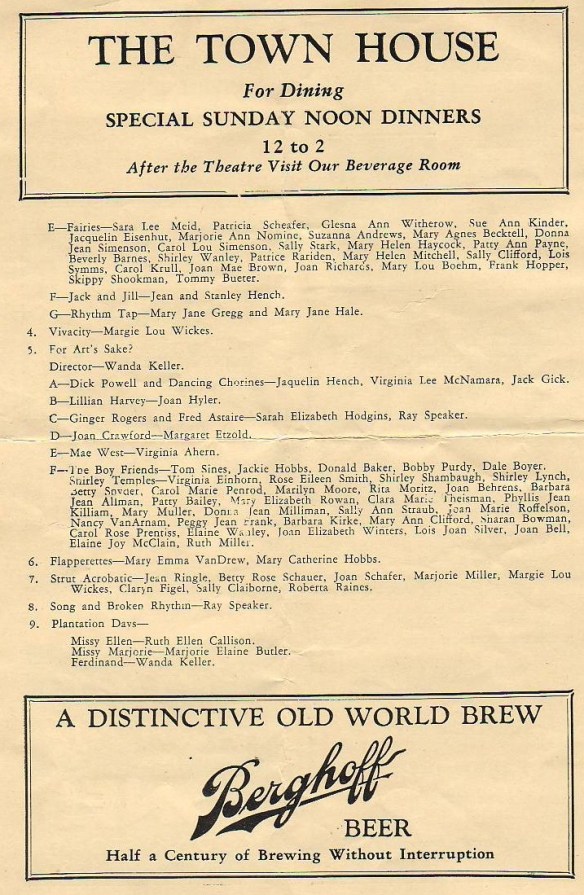 THE TOWN HOUSE
For Dining
SPECIAL SUNDAY NOON DINNERS
12 to 2
After the Theatre Visit Our Beverage Room
E—Fairies—Sara Lee Meid, Patricia Scheafer, Glesna Ann Witherow, Sue Ann Kinder,
Jacquelin Eisenhut, Marjorie Ann Nomine, Suzanna Andrews, Mary Agnes Becktell, Donna
Jean Simenson, Carol Lou Simenson, Sally Stark, Mary Helen Haycock, Patty Ann Payne,
Beverly Barnes, Shirley Wanley, Patrice Rariden, Mary Helen Mitchell, Sally Clifford, Lois
Symms, Carol Krull, Joan Mae Brown, Joan Richards, Mary Lou Boehm, Frank Hopper,
Skippy Shookman, Tommy Bueter.
F—Jack and Jill—Jean and Stanley Hench.
G—Rhythm Tap—Mary Jane Gregg and Mary Jane Hale.
4. Vivacity—Margie Lou Wickes.
5. For Art's Sake?
Director—Wanda Keller.
A—Dick Powell and Dancing Chorines—Jaquelin Hench, Virginia Lee McNamara, Jack Gick.
B—Lillian Harvey—Joan Hyler.
C—Ginger Rogers and Fred Astaire—Sarah Elizabeth Hodgins, Ray Speaker.
D—Joan Crawford—Margaret Etzold.
E—Mae West—Virginia Ahern.
F—The Boy Friends—Tom Sines, Jackie Hobbs, Donald Baker, Bobby Purdy, Dale Boyer.
Shirley Temples—Virginia Einhorn, Rose Eileen Smith, Shirley Shambaugh, Shirley Lynch,
Betty Snyder, Carol Marie Penrod, Marilyn Moore, Rita Moritz, Joan Behrens, Barbara
Jean Allman, Patty Bailey, Mary Elizabeth Rowan, Clara Marie Theisman, Phyllis Jean
Killiam, Mary Muller, Donna Jean Milliman, Sally Ann Straub, Joan Marie Roffelson,
Nancy VanArnam, Peggy Jean Frank, Barbara Kirke, Mary Ann Clifford, Sharan Bowman,
Carol Rose Prentiss, Elaine Wanley, Joan Elizabeth Winters, Lois Joan Silver, Joan Bell,
Elaine Joy McClain, Ruth Miller.
6. Flapperettes—Mary Emma VanDrew, Mary Catherine Hobbs.
7. Strut Acrobatic—Jean Ringle, Betty Rose Schauer, Joan Schafer, Marjorie Miller, Margie Lou
Wickes, Claryn Figel, Sally Claiborne, Roberta Raines.
8. Song and Broken Rhythm—Ray Speaker.
9. Plantation Days—
Missy Ellen—Ruth Ellen Callison.
Missy Marjorie—Marjorie Elaine Butler.
Ferdinand—Wanda Keller.
A DISTINCTIVE OLD WORLD BREW
Berghoff
BEER
Half a Century of Brewing Without Interruption